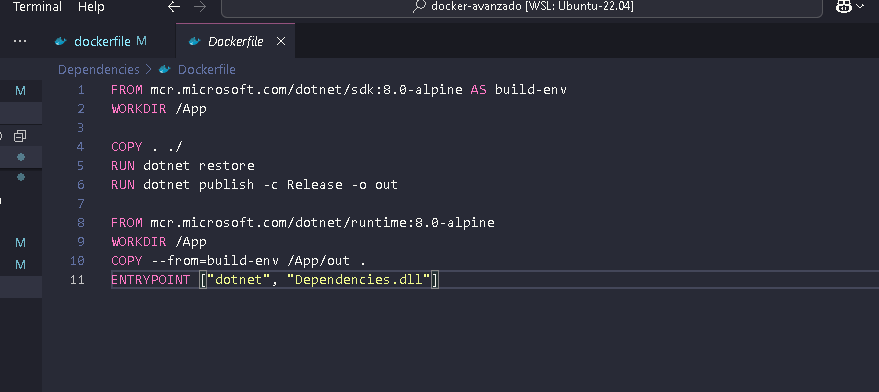 Terminal Help docker-avanzado [WSL: Ubuntu-22.04]
... dockerfile M Dockerfile
Dependencies > Dockerfile
M
1 FROM mcr.microsoft.com/dotnet/sdk:8.0-alpine AS build-env
2 WORKDIR /App
3
4 COPY . ./
5 RUN dotnet restore
6 RUN dotnet publish -c Release -o out
7
8 FROM mcr.microsoft.com/dotnet/runtime:8.0-alpine
M
9 WORKDIR /App
M
10 COPY --from=build-env /App/out .
11 ENTRYPOINT ["dotnet", "Dependencies.dll"]